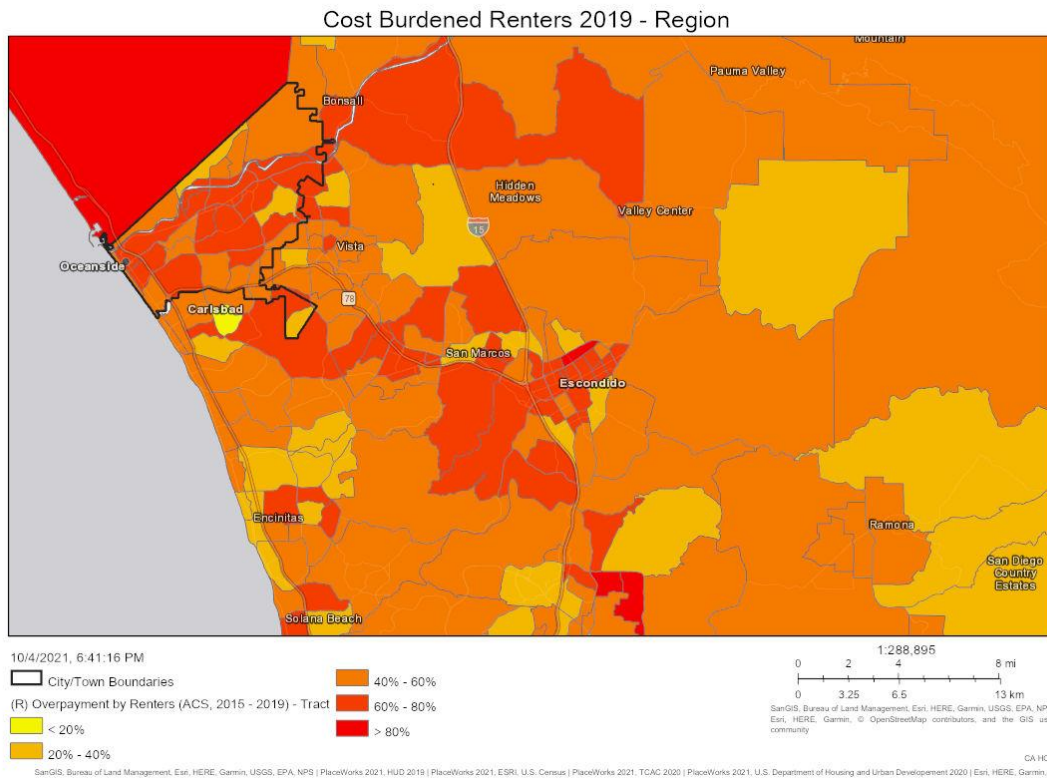 Cost Burdened Renters 2019 - Region
Mountain
Pauma Valley
Bonsall
Hidden
Meadows
Valley Center
15
Vista
Oceanside
78
Carlsbad
San Marcos
Escondido
Encinitas
Ramona
San Diego
Country
Estates
Solana Beach
10/4/2021, 6:41:16 PM
City/Town Boundaries
(R) Overpayment by Renters (ACS, 2015 - 2019) - Tract
< 20%
20% - 40%
40% - 60%
60% - 80%
> 80%
1:288,895
0 2 4 8 mi
0 3.25 6.5 13 km
SanGIS, Bureau of Land Management, Esri, HERE, Garmin, USGS, EPA, NPS
Esri, HERE, Garmin, © OpenStreetMap contributors, and the GIS us
community
CA HC
SanGIS, Bureau of Land Management, Esri, HERE, Garmin, USGS, EPA, NPS | PlaceWorks 2021, HUD 2019 | PlaceWorks 2021, ESRI, U.S. Census | PlaceWorks 2021, TCAC 2020 | PlaceWorks 2021, U.S. Department of Housing and Urban Developement 2020 | Esri, HERE, Garmin,